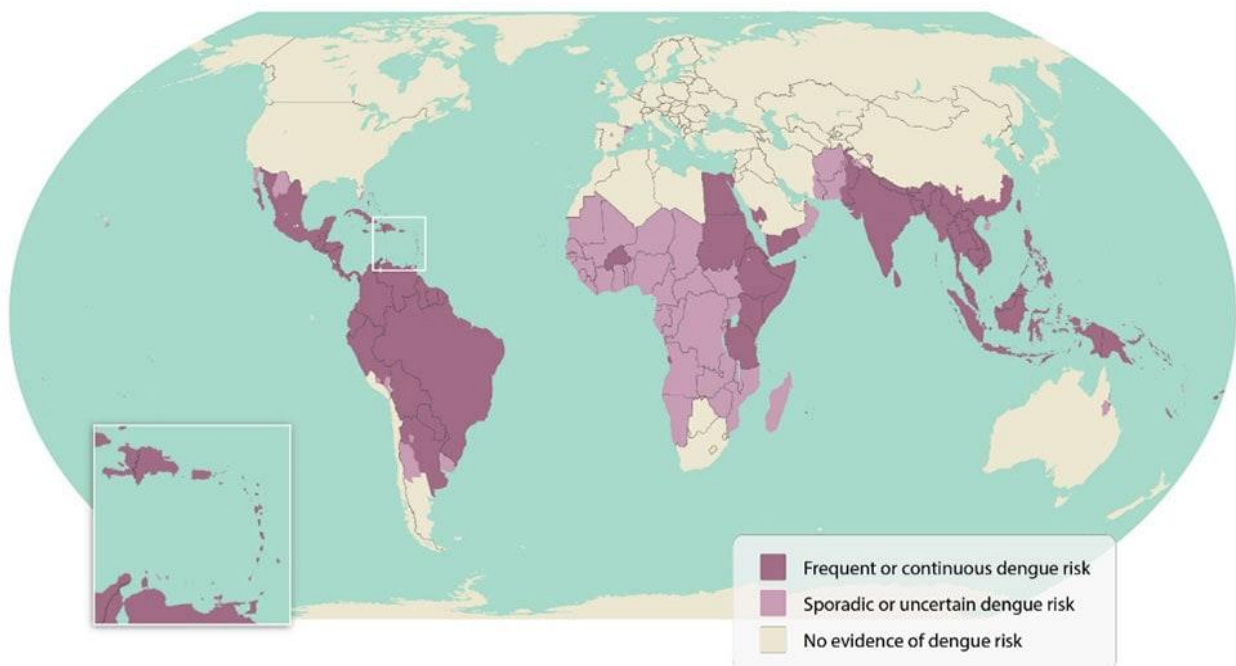 Frequent or continuous dengue risk
Sporadic or uncertain dengue risk
No evidence of dengue risk